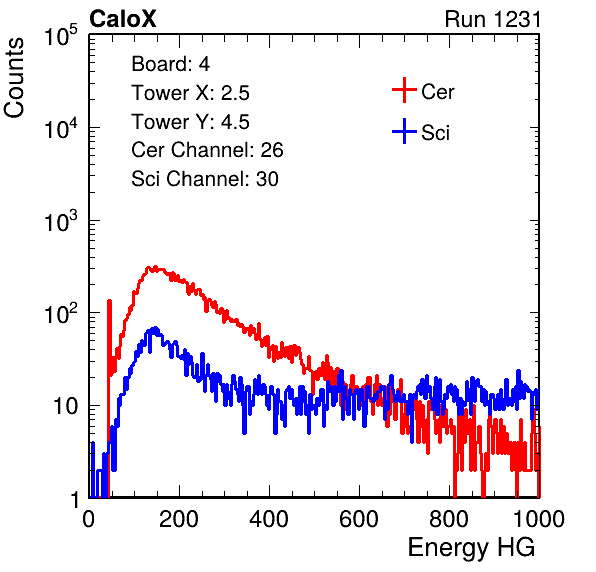 CaloX Run 1231
Counts
10^5
10^4
10^3
10^2
10
1
Board: 4
Tower X: 2.5
Tower Y: 4.5
Cer Channel: 26
Sci Channel: 30
Cer
Sci
0 200 400 600 800 1000
Energy HG